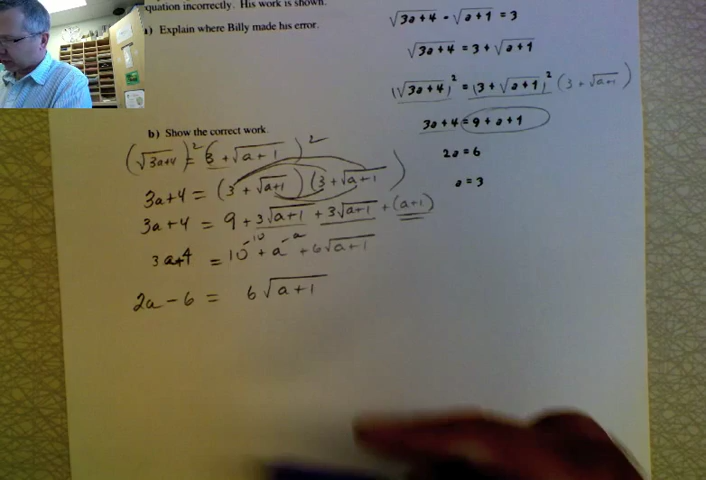 quation incorrectly. His work is shown.
) Explain where Billy made his error.
√3a+4 - √a+1 = 3
√3a+4 = 3 + √a+1
(√3a+4)² = (3 + √a+1)² (3 + √a+1)
3a+4 = 9 + a+1
2a = 6
a = 3
b) Show the correct work.
(√3a+4)² = (3 + √a+1)²
3a+4 = (3 + √a+1)(3 + √a+1)
3a+4 = 9 + 3√a+1 + 3√a+1 + (a+1)
-10 -a
3a+4 = 10 + a + 6√a+1
2a - 6 = 6√a+1